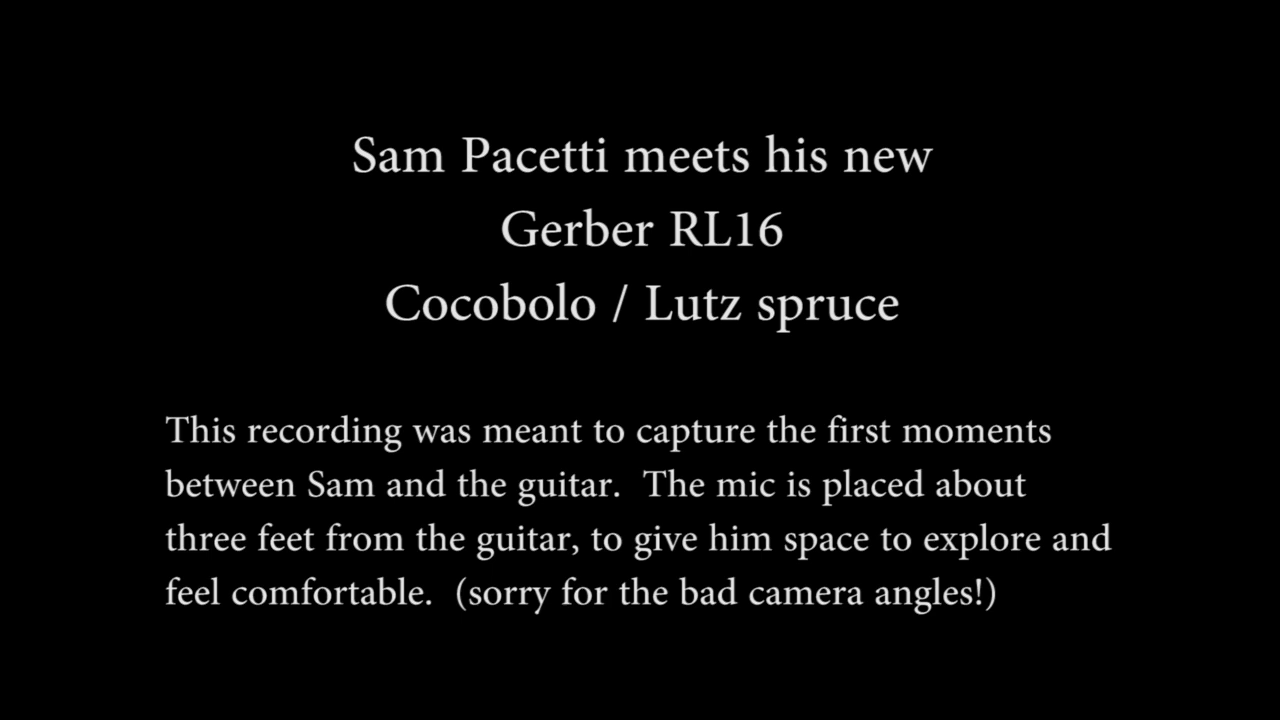 Sam Pacetti meets his new
Gerber RL16
Cocobolo / Lutz spruce
This recording was meant to capture the first moments
between Sam and the guitar.  The mic is placed about
three feet from the guitar, to give him space to explore and
feel comfortable.  (sorry for the bad camera angles!)